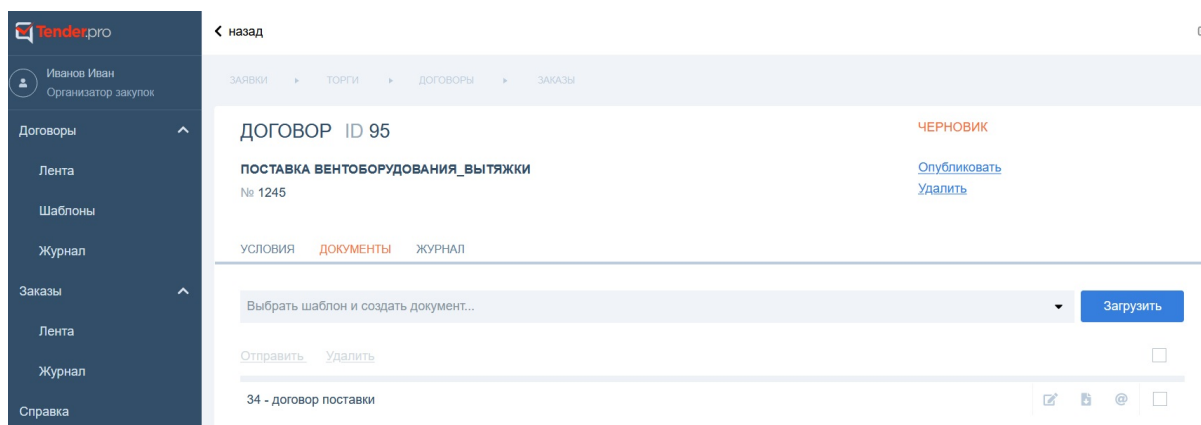 Tender.pro
назад
Иванов Иван
Организатор закупок
ЗАЯВКИ ТОРГИ ДОГОВОРЫ ЗАКАЗЫ
Договоры
Лента
Шаблоны
Журнал
Заказы
Лента
Журнал
Справка
ДОГОВОР ID 95
ЧЕРНОВИК
ПОСТАВКА ВЕНТОБОРУДОВАНИЯ_ВЫТЯЖКИ
№ 1245
Опубликовать
Удалить
УСЛОВИЯ ДОКУМЕНТЫ ЖУРНАЛ
Выбрать шаблон и создать документ...
Загрузить
Отправить Удалить
34 - договор поставки @